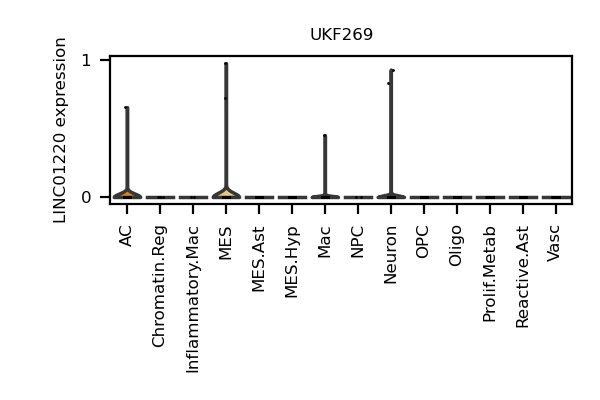 UKF269
LINC01220 expression
1
0
AC
Chromatin.Reg
Inflammatory.Mac
MES
MES.Ast
MES.Hyp
Mac
NPC
Neuron
OPC
Oligo
Prolif.Metab
Reactive.Ast
Vasc